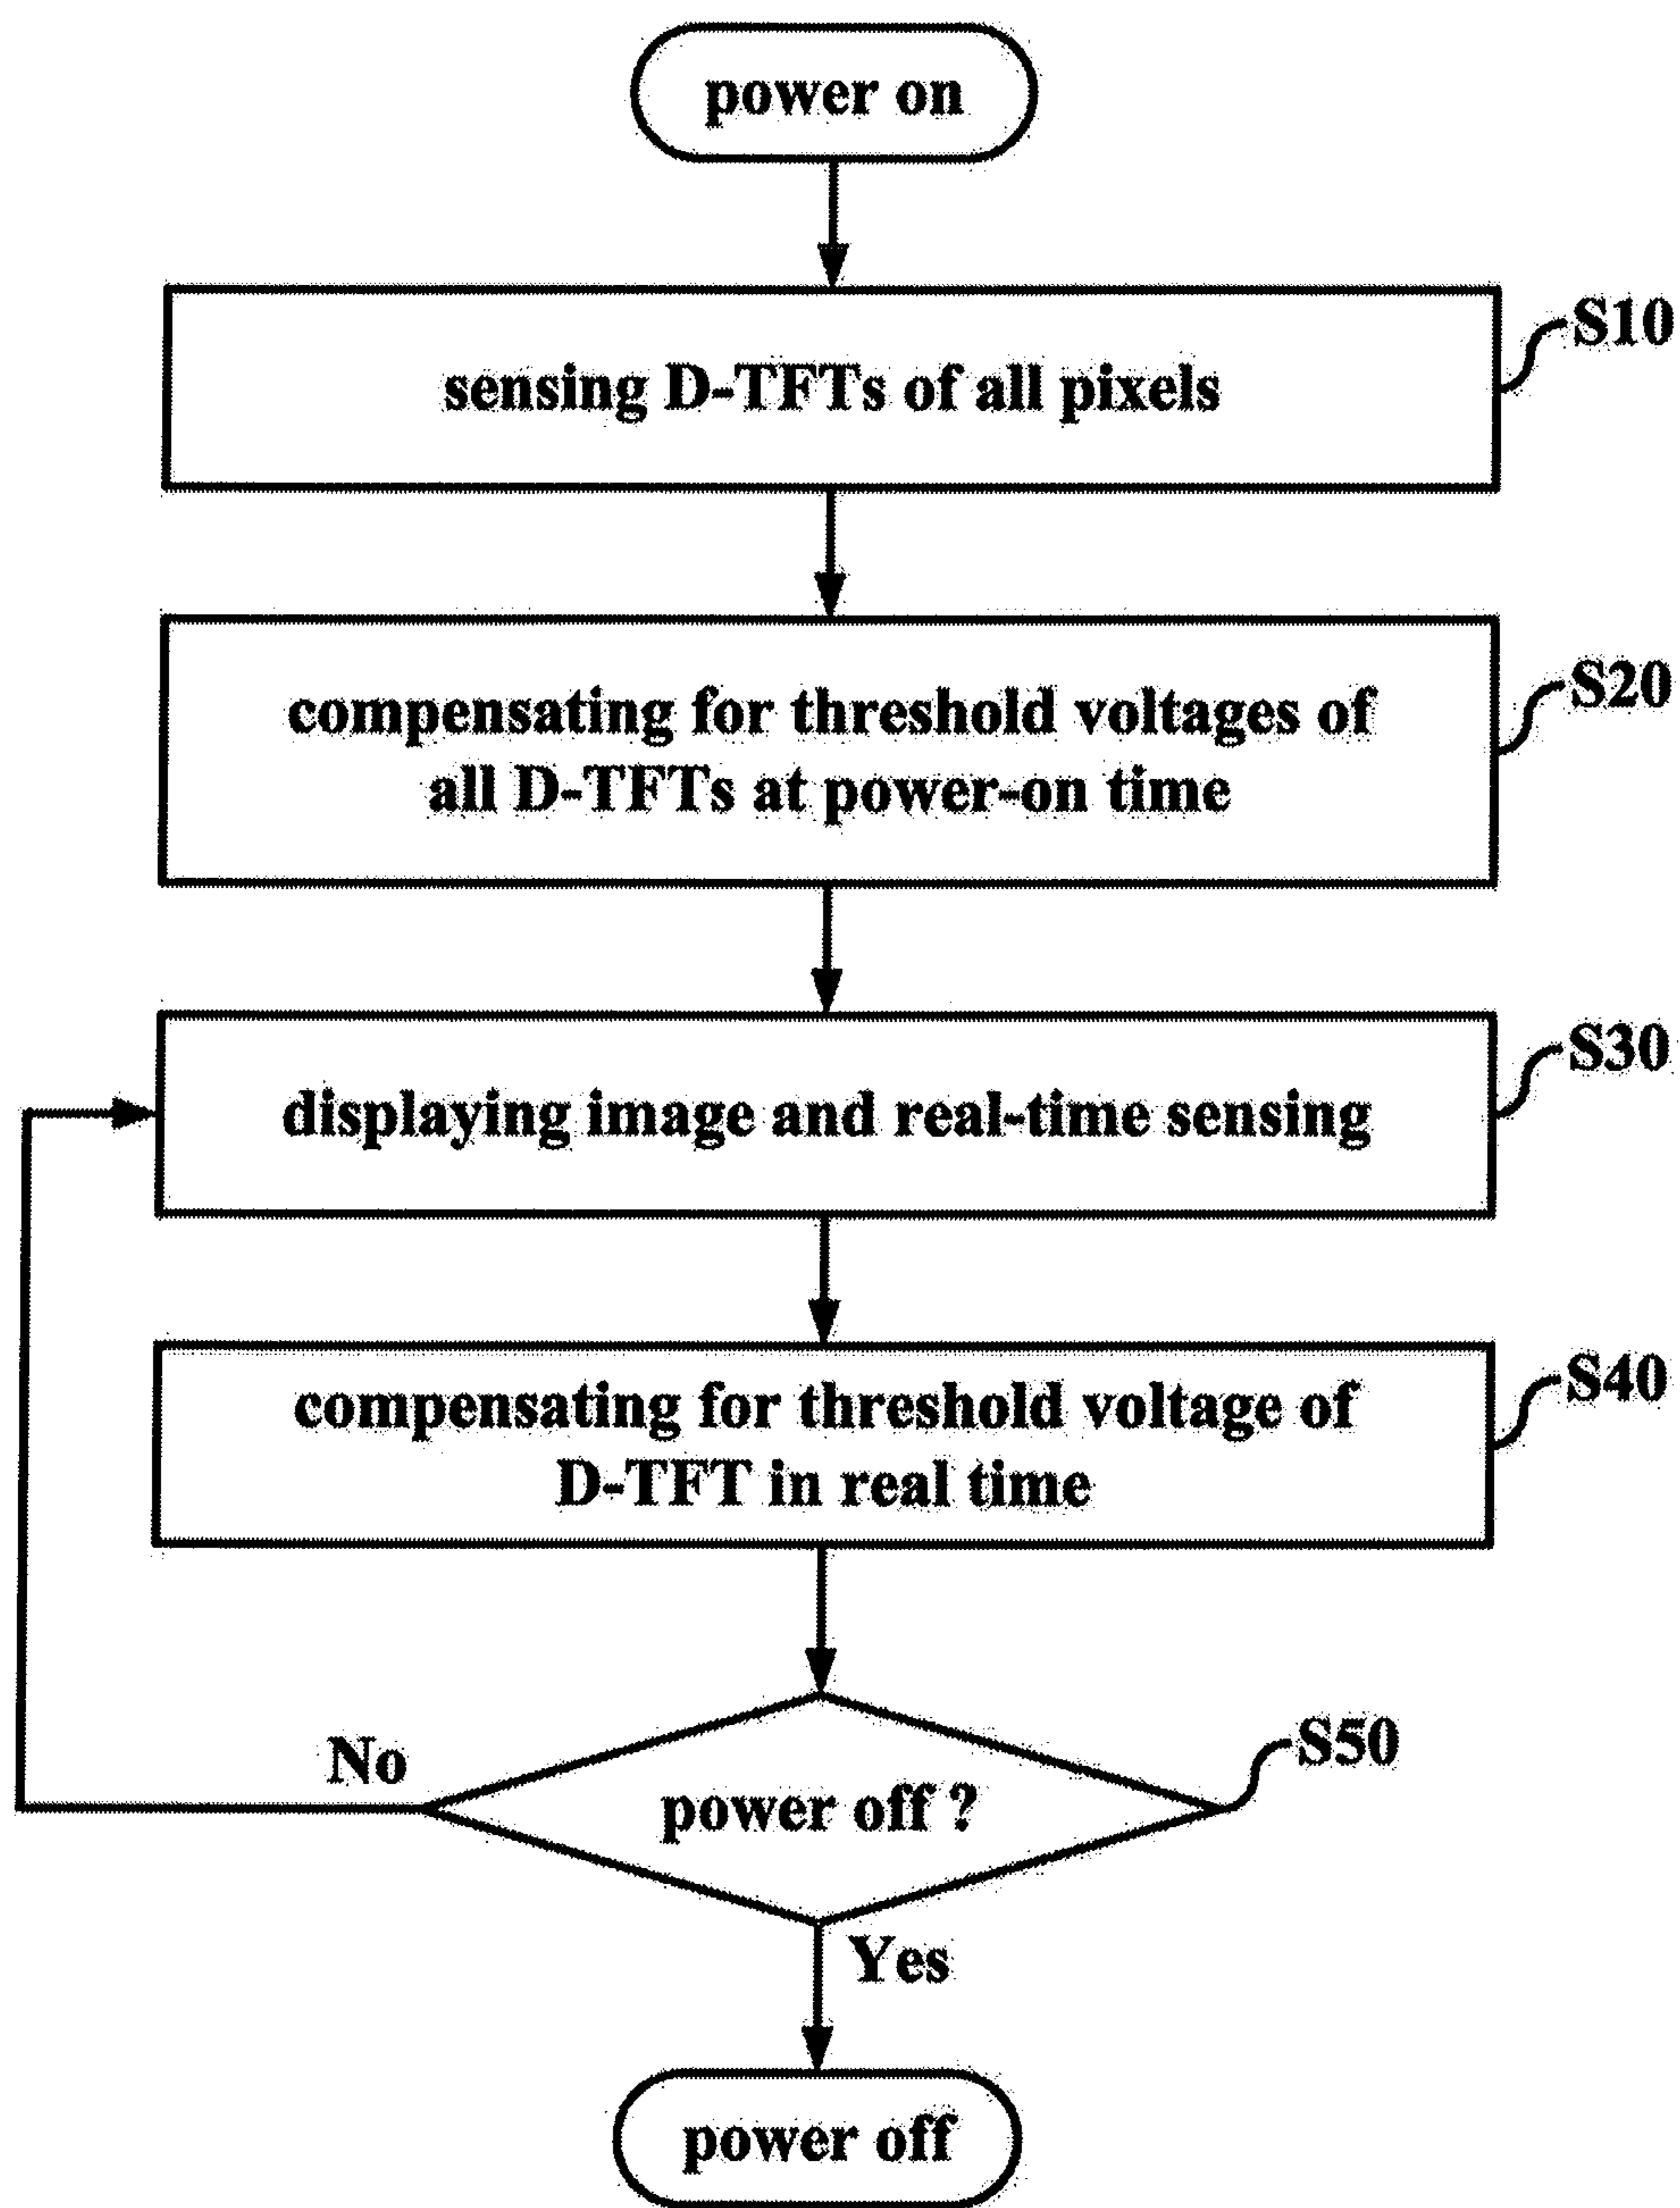 power on
S10
sensing D-TFTs of all pixels
S20
compensating for threshold voltages of
all D-TFTs at power-on time
S30
displaying image and real-time sensing
S40
compensating for threshold voltage of
D-TFT in real time
S50
No
power off ?
Yes
power off